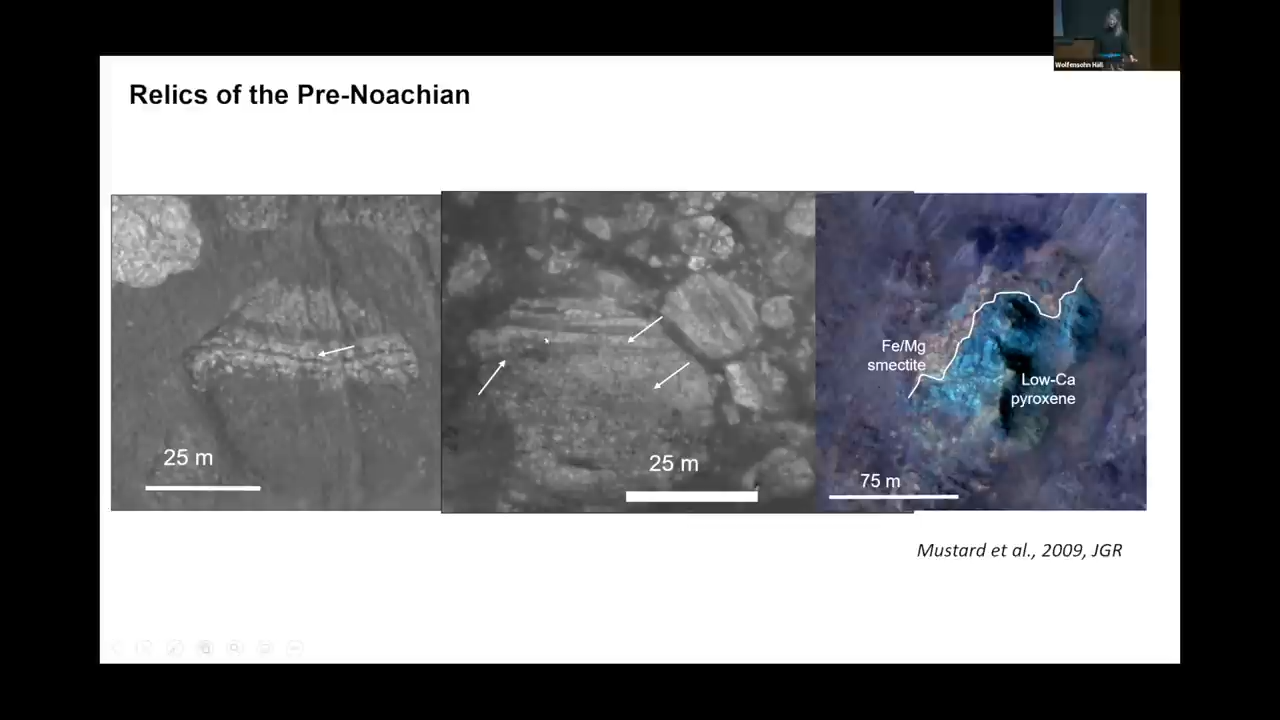 Wolfensohn Hall
Relics of the Pre-Noachian
25 m
25 m
Fe/Mg
smectite
Low-Ca
pyroxene
75 m
Mustard et al., 2009, JGR